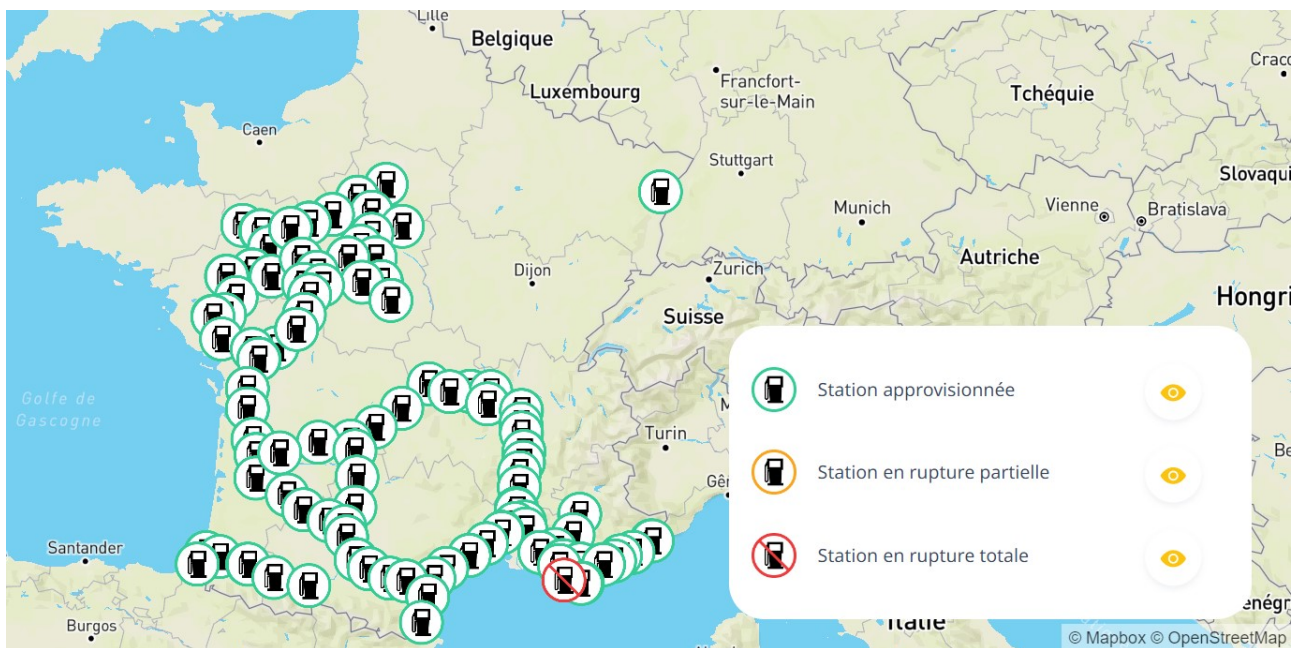 Lille
Belgique
Cracc
Luxembourg
Francfort-
sur-le-Main
Tchéquie
Caen
Stuttgart
Slovaqui
Munich
Vienne
Bratislava
Autriche
Dijon
Zurich
Hongri
Suisse
Golfe de
Gascogne
Station approvisionnée
Turin
Station en rupture partielle
Santander
Station en rupture totale
Burgos
Italie
© Mapbox © OpenStreetMap